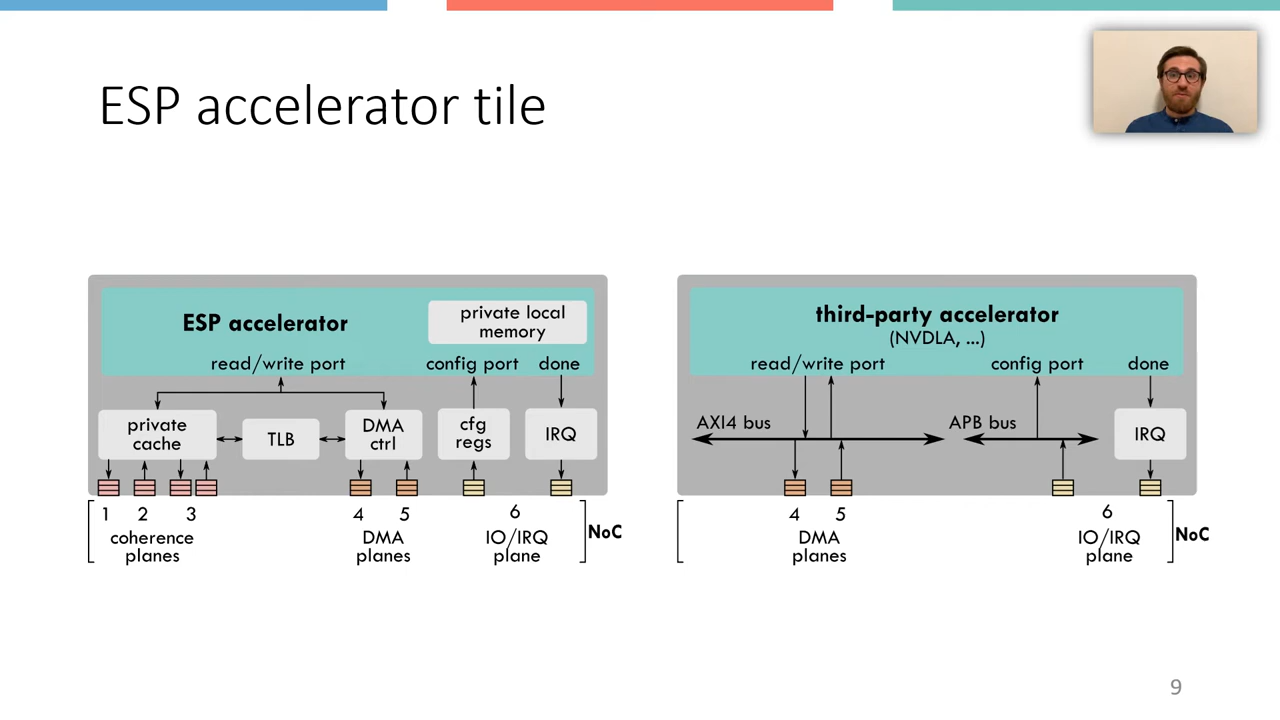 ESP accelerator tile
ESP accelerator
private local
memory
read/write port
config port
done
private
cache
TLB
DMA
ctrl
cfg
regs
IRQ
1
2
3
4
5
6
coherence
planes
DMA
planes
IO/IRQ
plane
NoC
third-party accelerator
(NVDLA, ...)
read/write port
config port
done
AXI4 bus
APB bus
IRQ
4
5
6
DMA
planes
IO/IRQ
plane
NoC
9